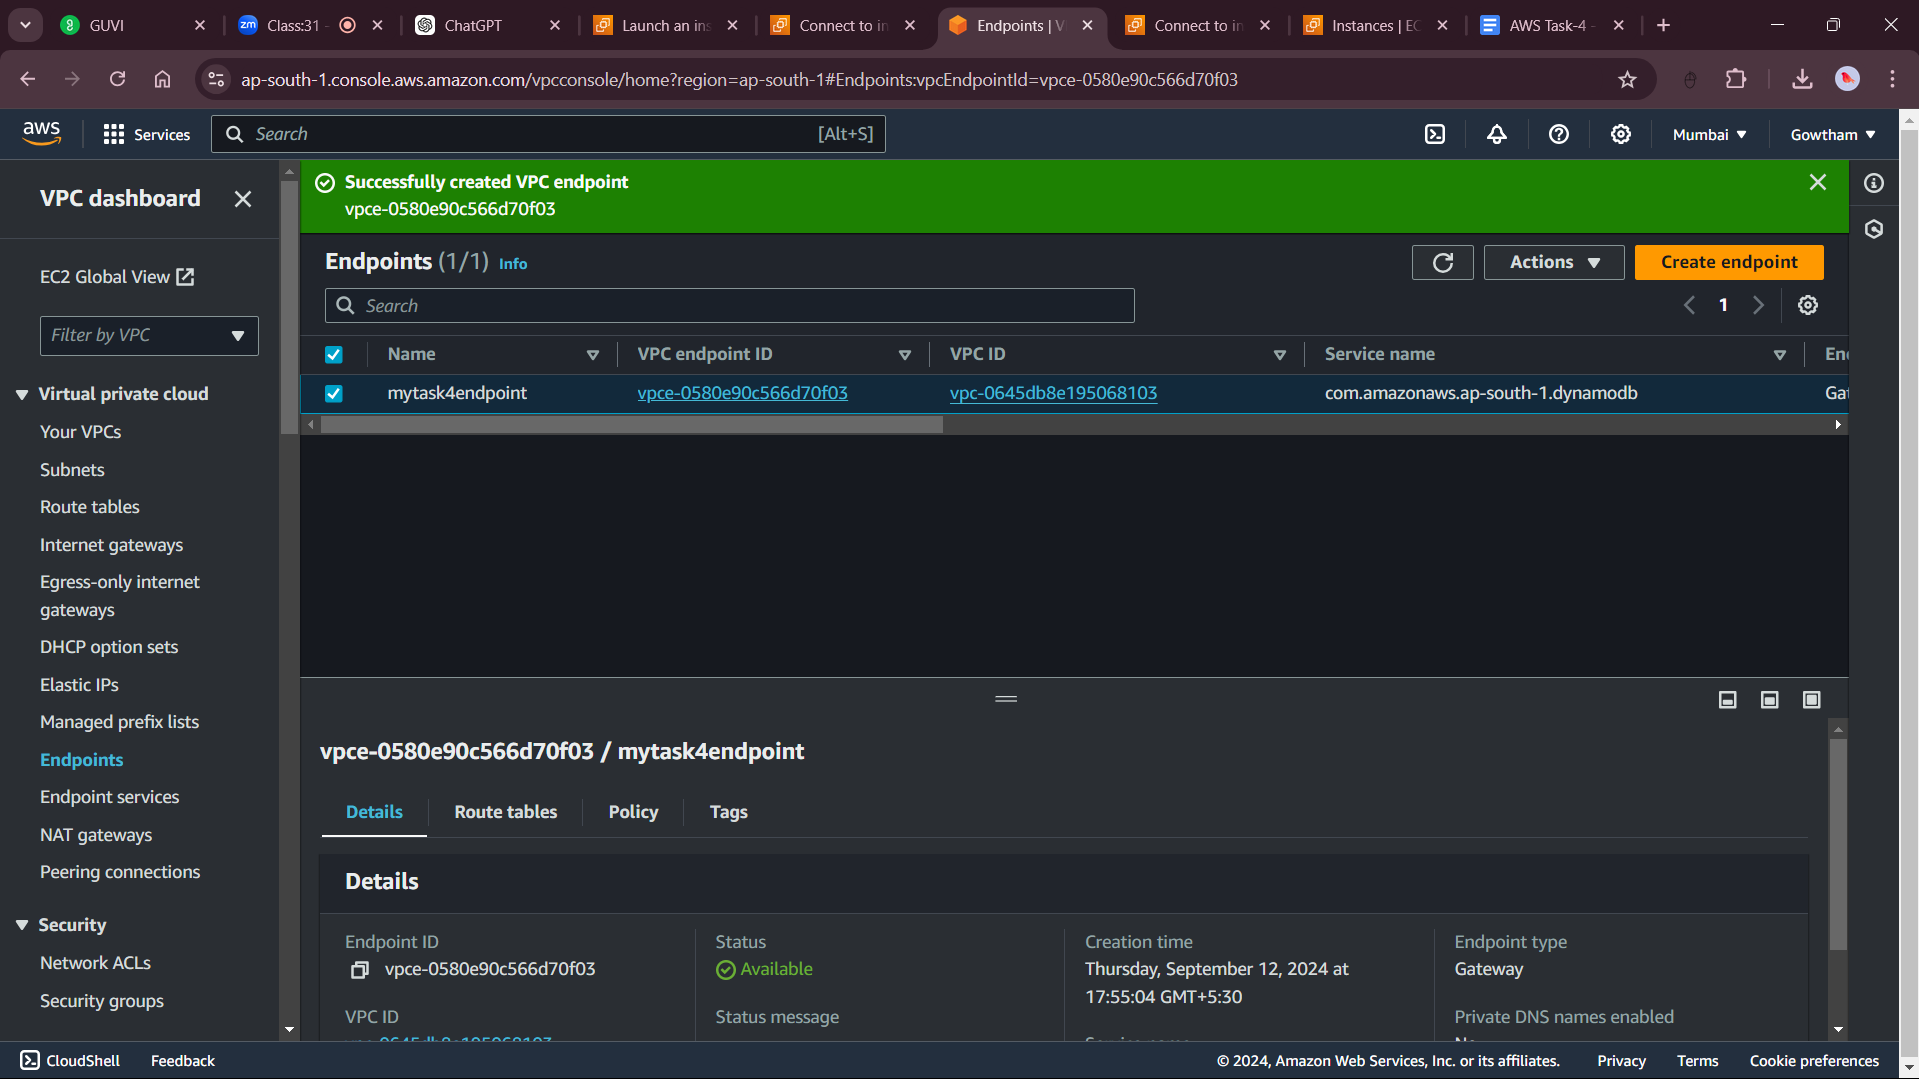 GUVI
Class:31 -
ChatGPT
Launch an ins
Connect to in
Endpoints | V
Connect to in
Instances | EC
AWS Task-4 -
ap-south-1.console.aws.amazon.com/vpcconsole/home?region=ap-south-1#Endpoints:vpcEndpointId=vpce-0580e90c566d70f03
aws
Services
Search
[Alt+S]
Mumbai
Gowtham
VPC dashboard
EC2 Global View
Filter by VPC
Virtual private cloud
Your VPCs
Subnets
Route tables
Internet gateways
Egress-only internet
gateways
DHCP option sets
Elastic IPs
Managed prefix lists
Endpoints
Endpoint services
NAT gateways
Peering connections
Security
Network ACLs
Security groups
Successfully created VPC endpoint
vpce-0580e90c566d70f03
Endpoints (1/1) Info
Actions
Create endpoint
Search
1
Name
VPC endpoint ID
VPC ID
Service name
En
mytask4endpoint
vpce-0580e90c566d70f03
vpc-0645db8e195068103
com.amazonaws.ap-south-1.dynamodb
Ga
vpce-0580e90c566d70f03 / mytask4endpoint
Details
Route tables
Policy
Tags
Details
Endpoint ID
vpce-0580e90c566d70f03
Status
Available
Creation time
Thursday, September 12, 2024 at
17:55:04 GMT+5:30
Endpoint type
Gateway
VPC ID
vpc-0645db8e195068103
Status message
Service name
Private DNS names enabled
No
CloudShell
Feedback
© 2024, Amazon Web Services, Inc. or its affiliates.
Privacy
Terms
Cookie preferences